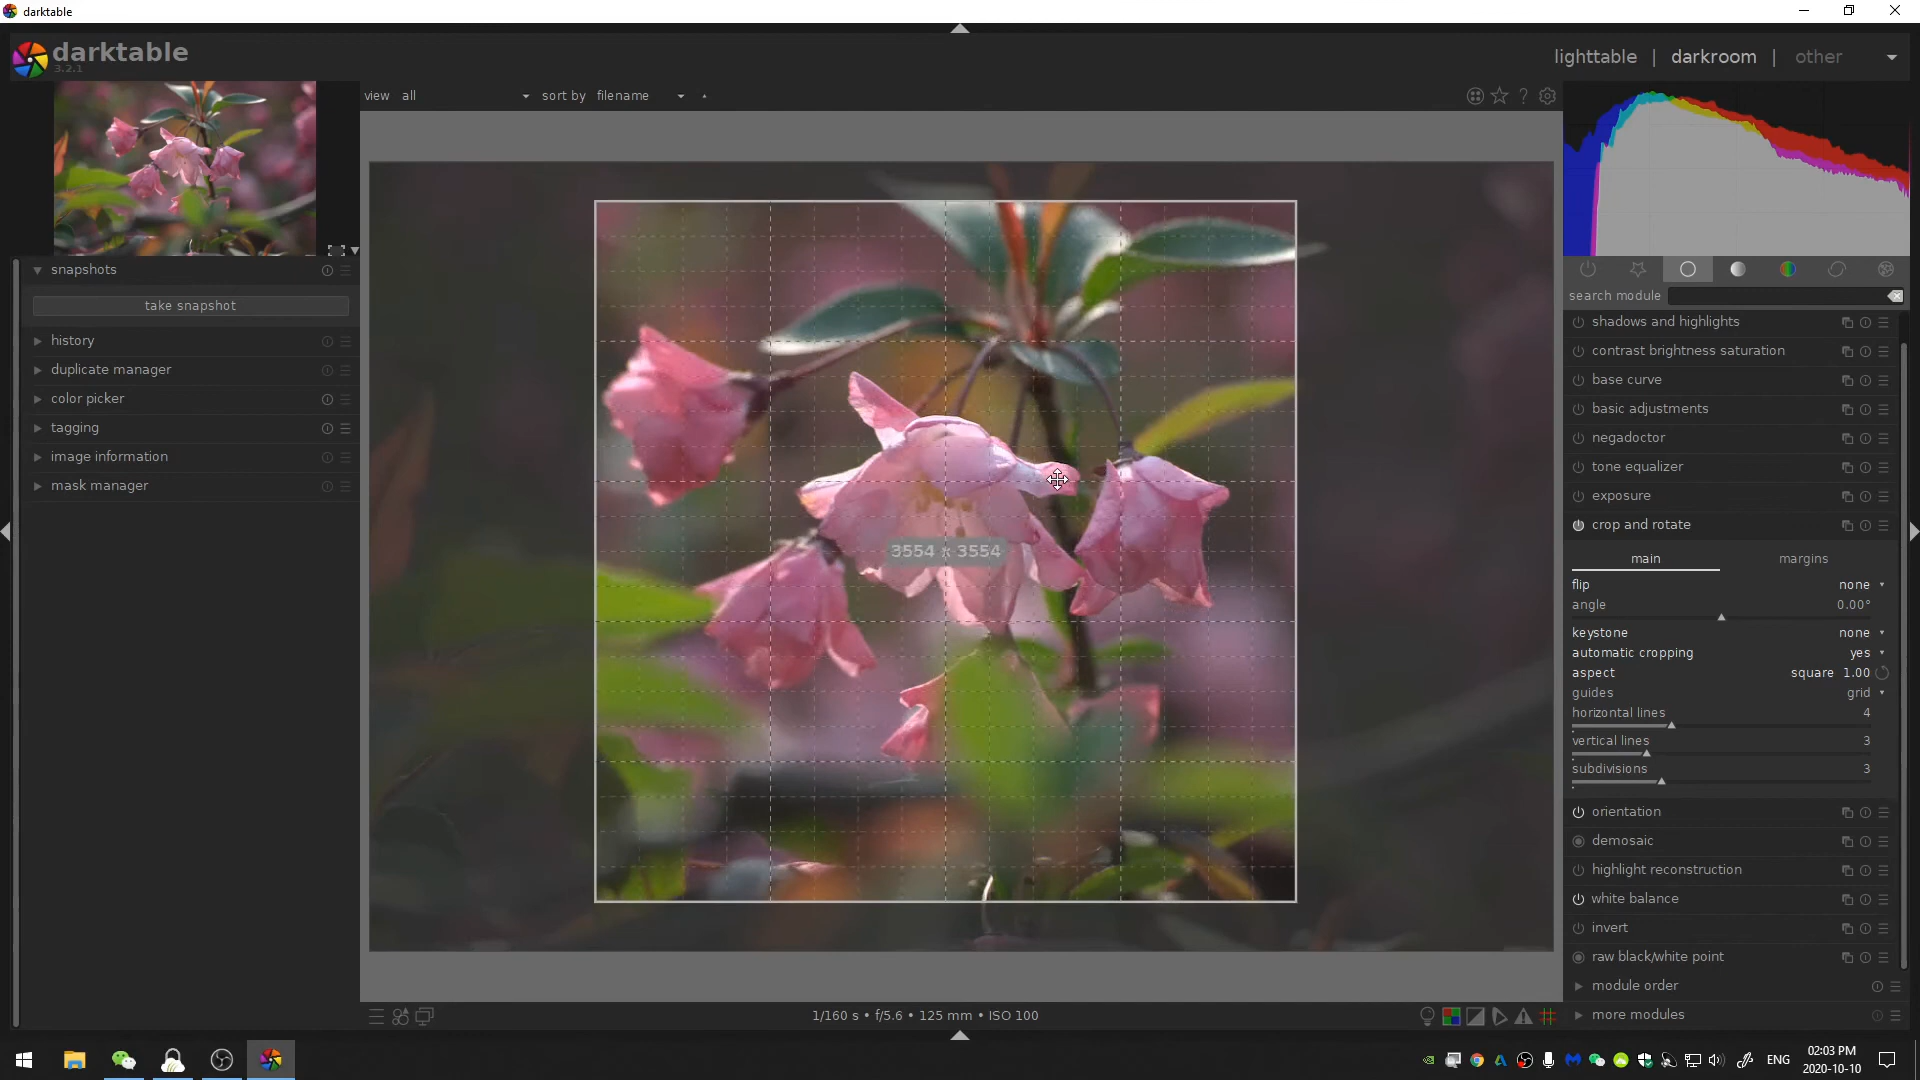 darktable
darktable
3.2.1
lighttable | darkroom | other
view all
sort by filename
snapshots
take snapshot
history
duplicate manager
color picker
tagging
image information
mask manager
3554 x 3554
1/160 s • f/5.6 • 125 mm • ISO 100
search module
shadows and highlights
contrast brightness saturation
base curve
basic adjustments
negadoctor
tone equalizer
exposure
crop and rotate
main margins
flip none
angle 0.00°
keystone none
automatic cropping yes
aspect square 1.00
guides grid
horizontal lines 4
vertical lines 3
subdivisions 3
orientation
demosaic
highlight reconstruction
white balance
invert
raw black/white point
module order
more modules
ENG
02:03 PM
2020-10-10